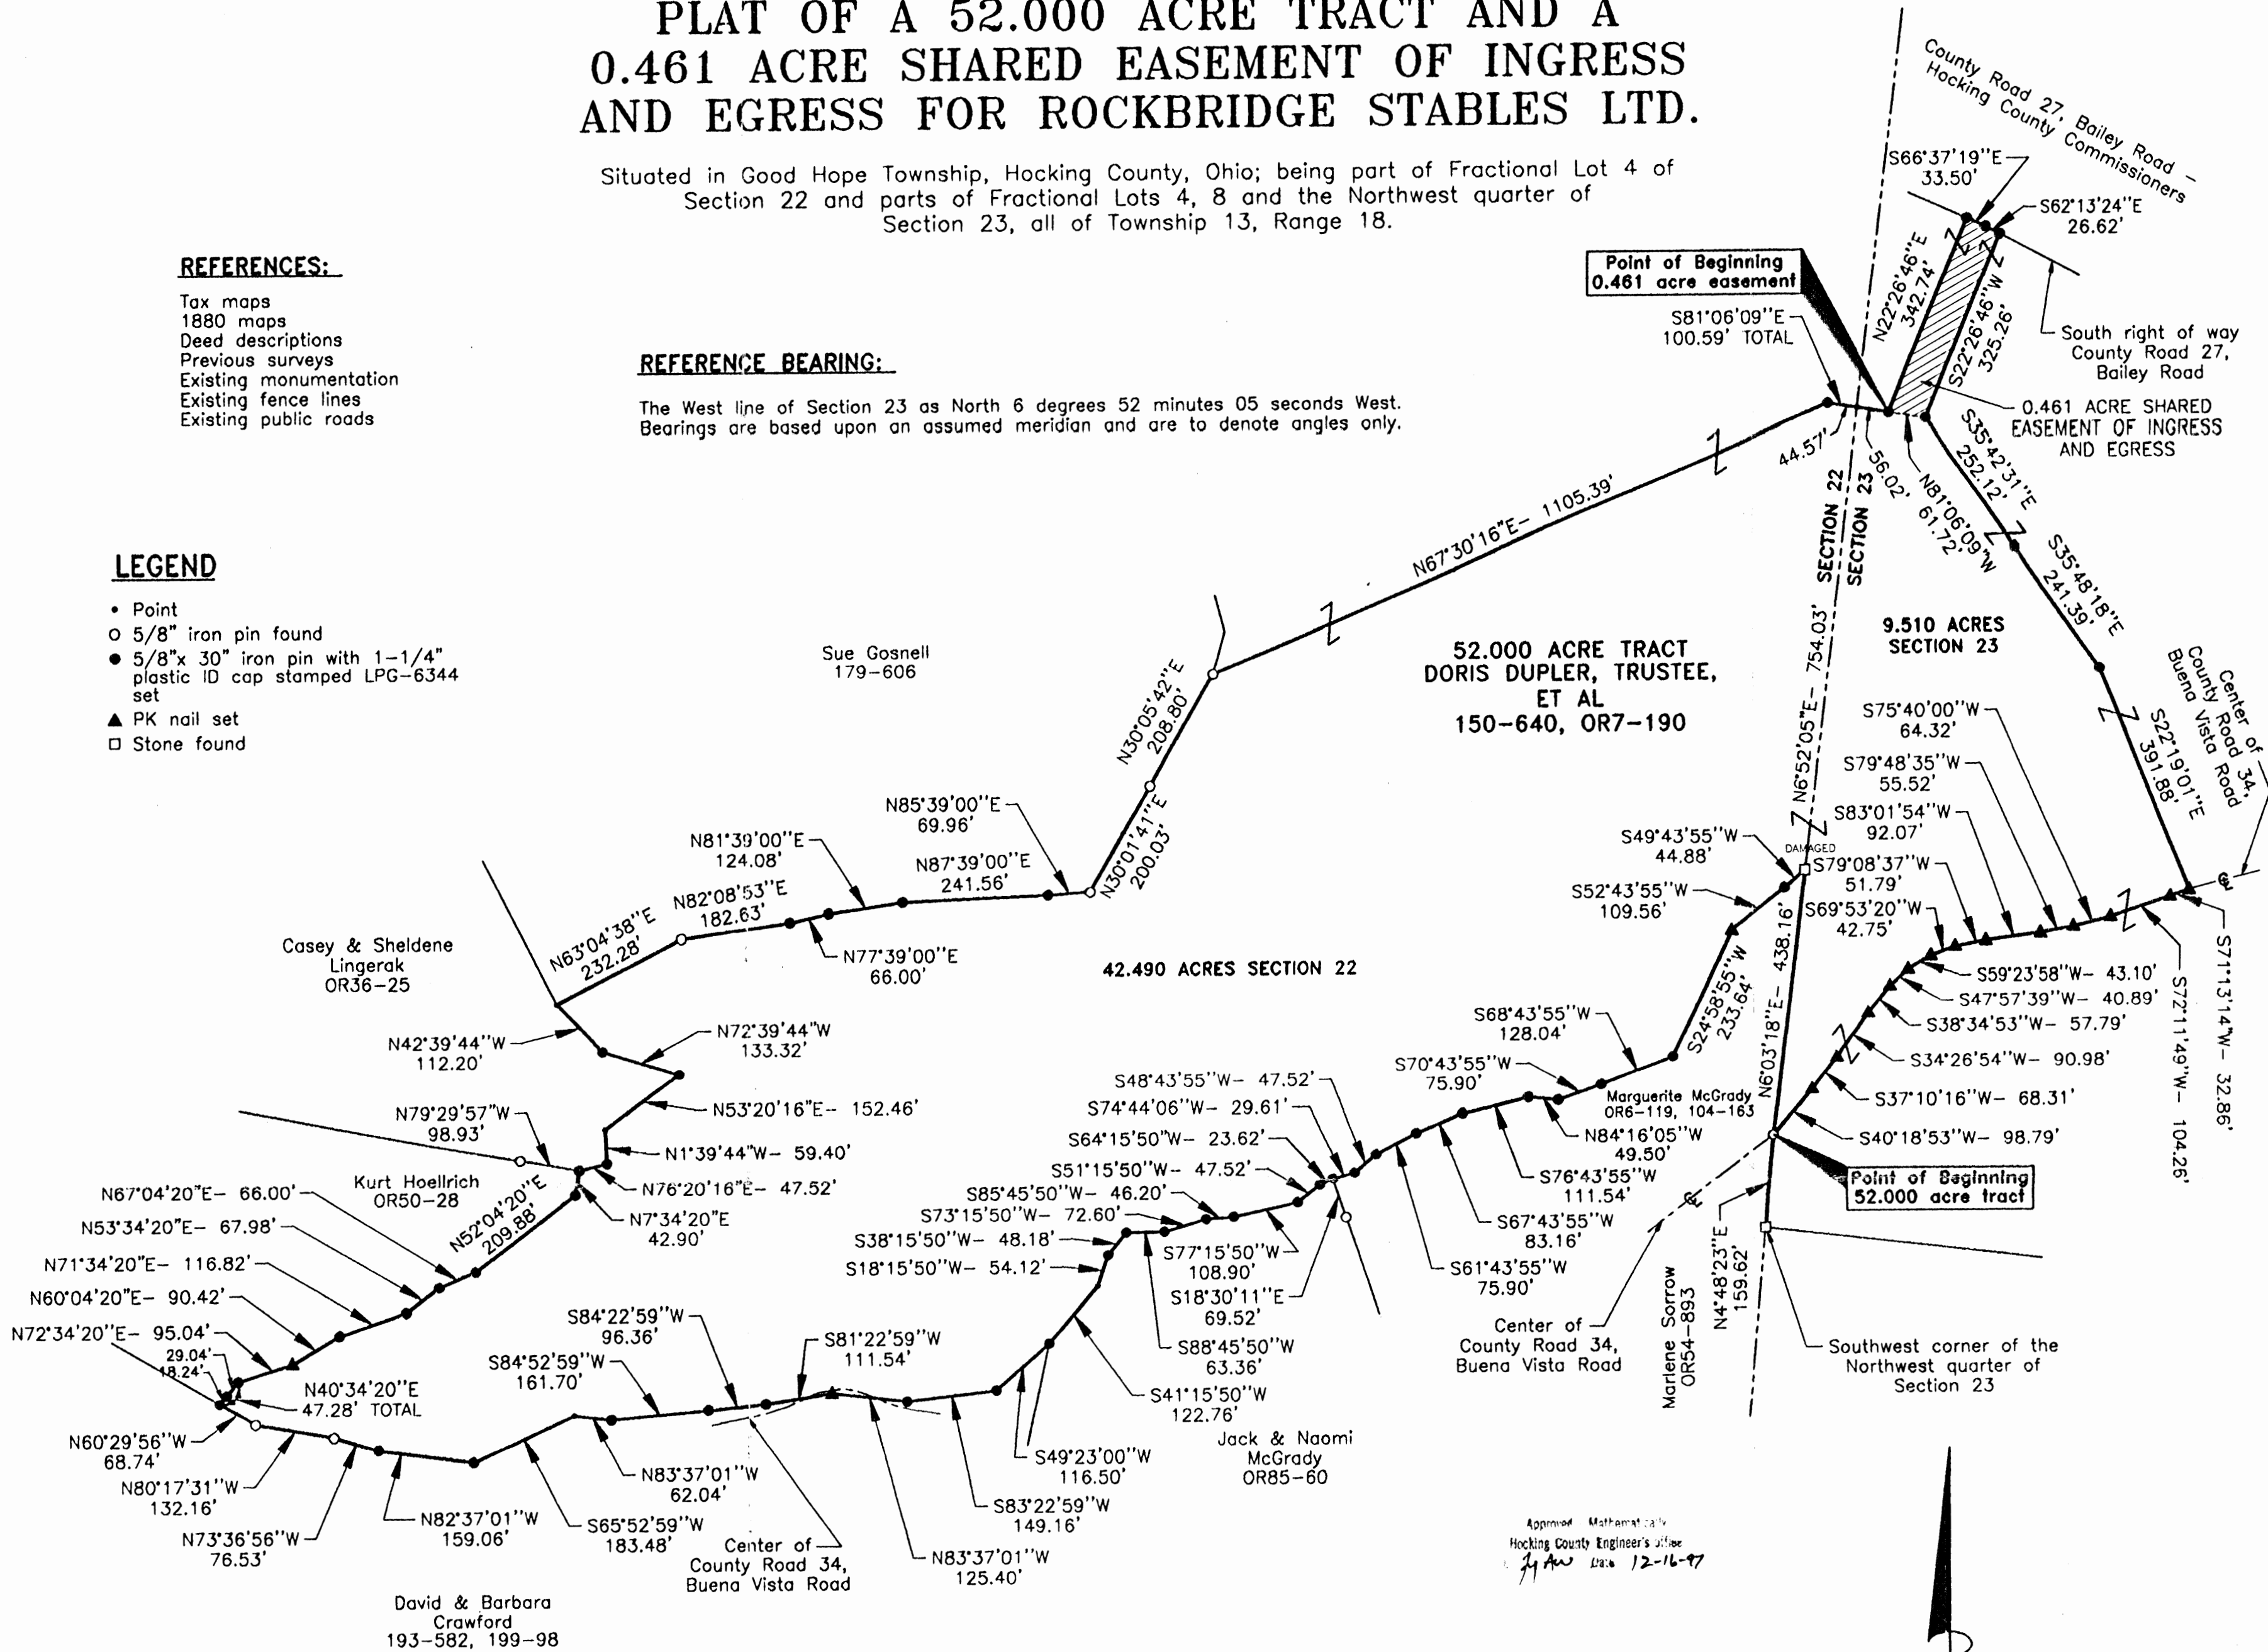 PLAT OF A 52.000 ACRE TRACT AND A
0.461 ACRE SHARED EASEMENT OF INGRESS
AND EGRESS FOR ROCKBRIDGE STABLES LTD.
Situated in Good Hope Township, Hocking County, Ohio; being part of Fractional Lot 4 of
Section 22 and parts of Fractional Lots 4, 8 and the Northwest quarter of
Section 23, all of Township 13, Range 18.
REFERENCES:
Tax maps
1880 maps
Deed descriptions
Previous surveys
Existing monumentation
Existing fence lines
Existing public roads
REFERENCE BEARING:
The West line of Section 23 as North 6 degrees 52 minutes 05 seconds West.
Bearings are based upon an assumed meridian and are to denote angles only.
LEGEND
Point
5/8" iron pin found
5/8"x 30" iron pin with 1-1/4"
plastic ID cap stamped LPG-6344
set
PK nail set
Stone found
County Road 27, Bailey Road -
Hocking County Commissioners
S66°37'19"E
33.50'
S62°13'24"E
26.62'
Point of Beginning
0.461 acre easement
S81°06'09"E
100.59' TOTAL
N22°26'46"E
342.74'
S22°26'46"W
325.26'
South right of way
County Road 27,
Bailey Road
0.461 ACRE SHARED
EASEMENT OF INGRESS
AND EGRESS
44.57'
56.02'
N81°06'09"W
61.72'
S35°42'31"E
252.12'
S35°48'18"E
241.39'
S22°19'01"E
391.88'
Center of
County Road 34,
Buena Vista Road
SECTION 22
SECTION 23
N6°52'05"E- 754.03'
9.510 ACRES
SECTION 23
N67°30'16"E- 1105.39'
52.000 ACRE TRACT
DORIS DUPLER, TRUSTEE,
ET AL
150-640, OR7-190
Sue Gosnell
179-606
N30°05'42"E
208.80'
N30°01'41"E
200.03'
N85°39'00"E
69.96'
N87°39'00"E
241.56'
N81°39'00"E
124.08'
N82°08'53"E
182.63'
N77°39'00"E
66.00'
N63°04'38"E
232.28'
Casey & Sheldene
Lingerak
OR36-25
42.490 ACRES SECTION 22
N42°39'44"W
112.20'
N72°39'44"W
133.32'
N53°20'16"E- 152.46'
N79°29'57"W
98.93'
N1°39'44"W- 59.40'
N76°20'16"E- 47.52'
N7°34'20"E
42.90'
Kurt Hoellrich
OR50-28
N52°04'20"E
209.88'
N67°04'20"E- 66.00'
N53°34'20"E- 67.98'
N71°34'20"E- 116.82'
N60°04'20"E- 90.42'
N72°34'20"E- 95.04'
29.04'
18.24'
N40°34'20"E
47.28' TOTAL
N60°29'56"W
68.74'
N80°17'31"W
132.16'
N73°36'56"W
76.53'
N82°37'01"W
159.06'
S65°52'59"W
183.48'
N83°37'01"W
62.04'
S84°52'59"W
161.70'
S84°22'59"W
96.36'
S81°22'59"W
111.54'
Center of
County Road 34,
Buena Vista Road
N83°37'01"W
125.40'
S83°22'59"W
149.16'
S49°23'00"W
116.50'
S41°15'50"W
122.76'
David & Barbara
Crawford
193-582, 199-98
Jack & Naomi
McGrady
OR85-60
S18°15'50"W- 54.12'
S38°15'50"W- 48.18'
S88°45'50"W
63.36'
S73°15'50"W- 72.60'
S85°45'50"W- 46.20'
S77°15'50"W
108.90'
S51°15'50"W- 47.52'
S64°15'50"W- 23.62'
S18°30'11"E
69.52'
S74°44'06"W- 29.61'
S48°43'55"W- 47.52'
S61°43'55"W
75.90'
S67°43'55"W
83.16'
S76°43'55"W
111.54'
N84°16'05"W
49.50'
S70°43'55"W
75.90'
S68°43'55"W
128.04'
Marguerite McGrady
OR6-119, 104-163
S24°58'55"W
233.64'
S52°43'55"W
109.56'
S49°43'55"W
44.88'
DAMAGED
N6°03'18"E- 438.16'
S75°40'00"W
64.32'
S79°48'35"W
55.52'
S83°01'54"W
92.07'
S79°08'37"W
51.79'
S69°53'20"W
42.75'
S59°23'58"W- 43.10'
S47°57'39"W- 40.89'
S38°34'53"W- 57.79'
S34°26'54"W- 90.98'
S37°10'16"W- 68.31'
S40°18'53"W- 98.79'
S72°11'49"W- 104.26'
S71°13'14"W- 32.86'
Point of Beginning
52.000 acre tract
N4°48'23"E
159.62'
Marlene Sorrow
OR54-893
Center of
County Road 34,
Buena Vista Road
Southwest corner of the
Northwest quarter of
Section 23
Approved Mathematically
Hocking County Engineer's office
Date 12-16-97